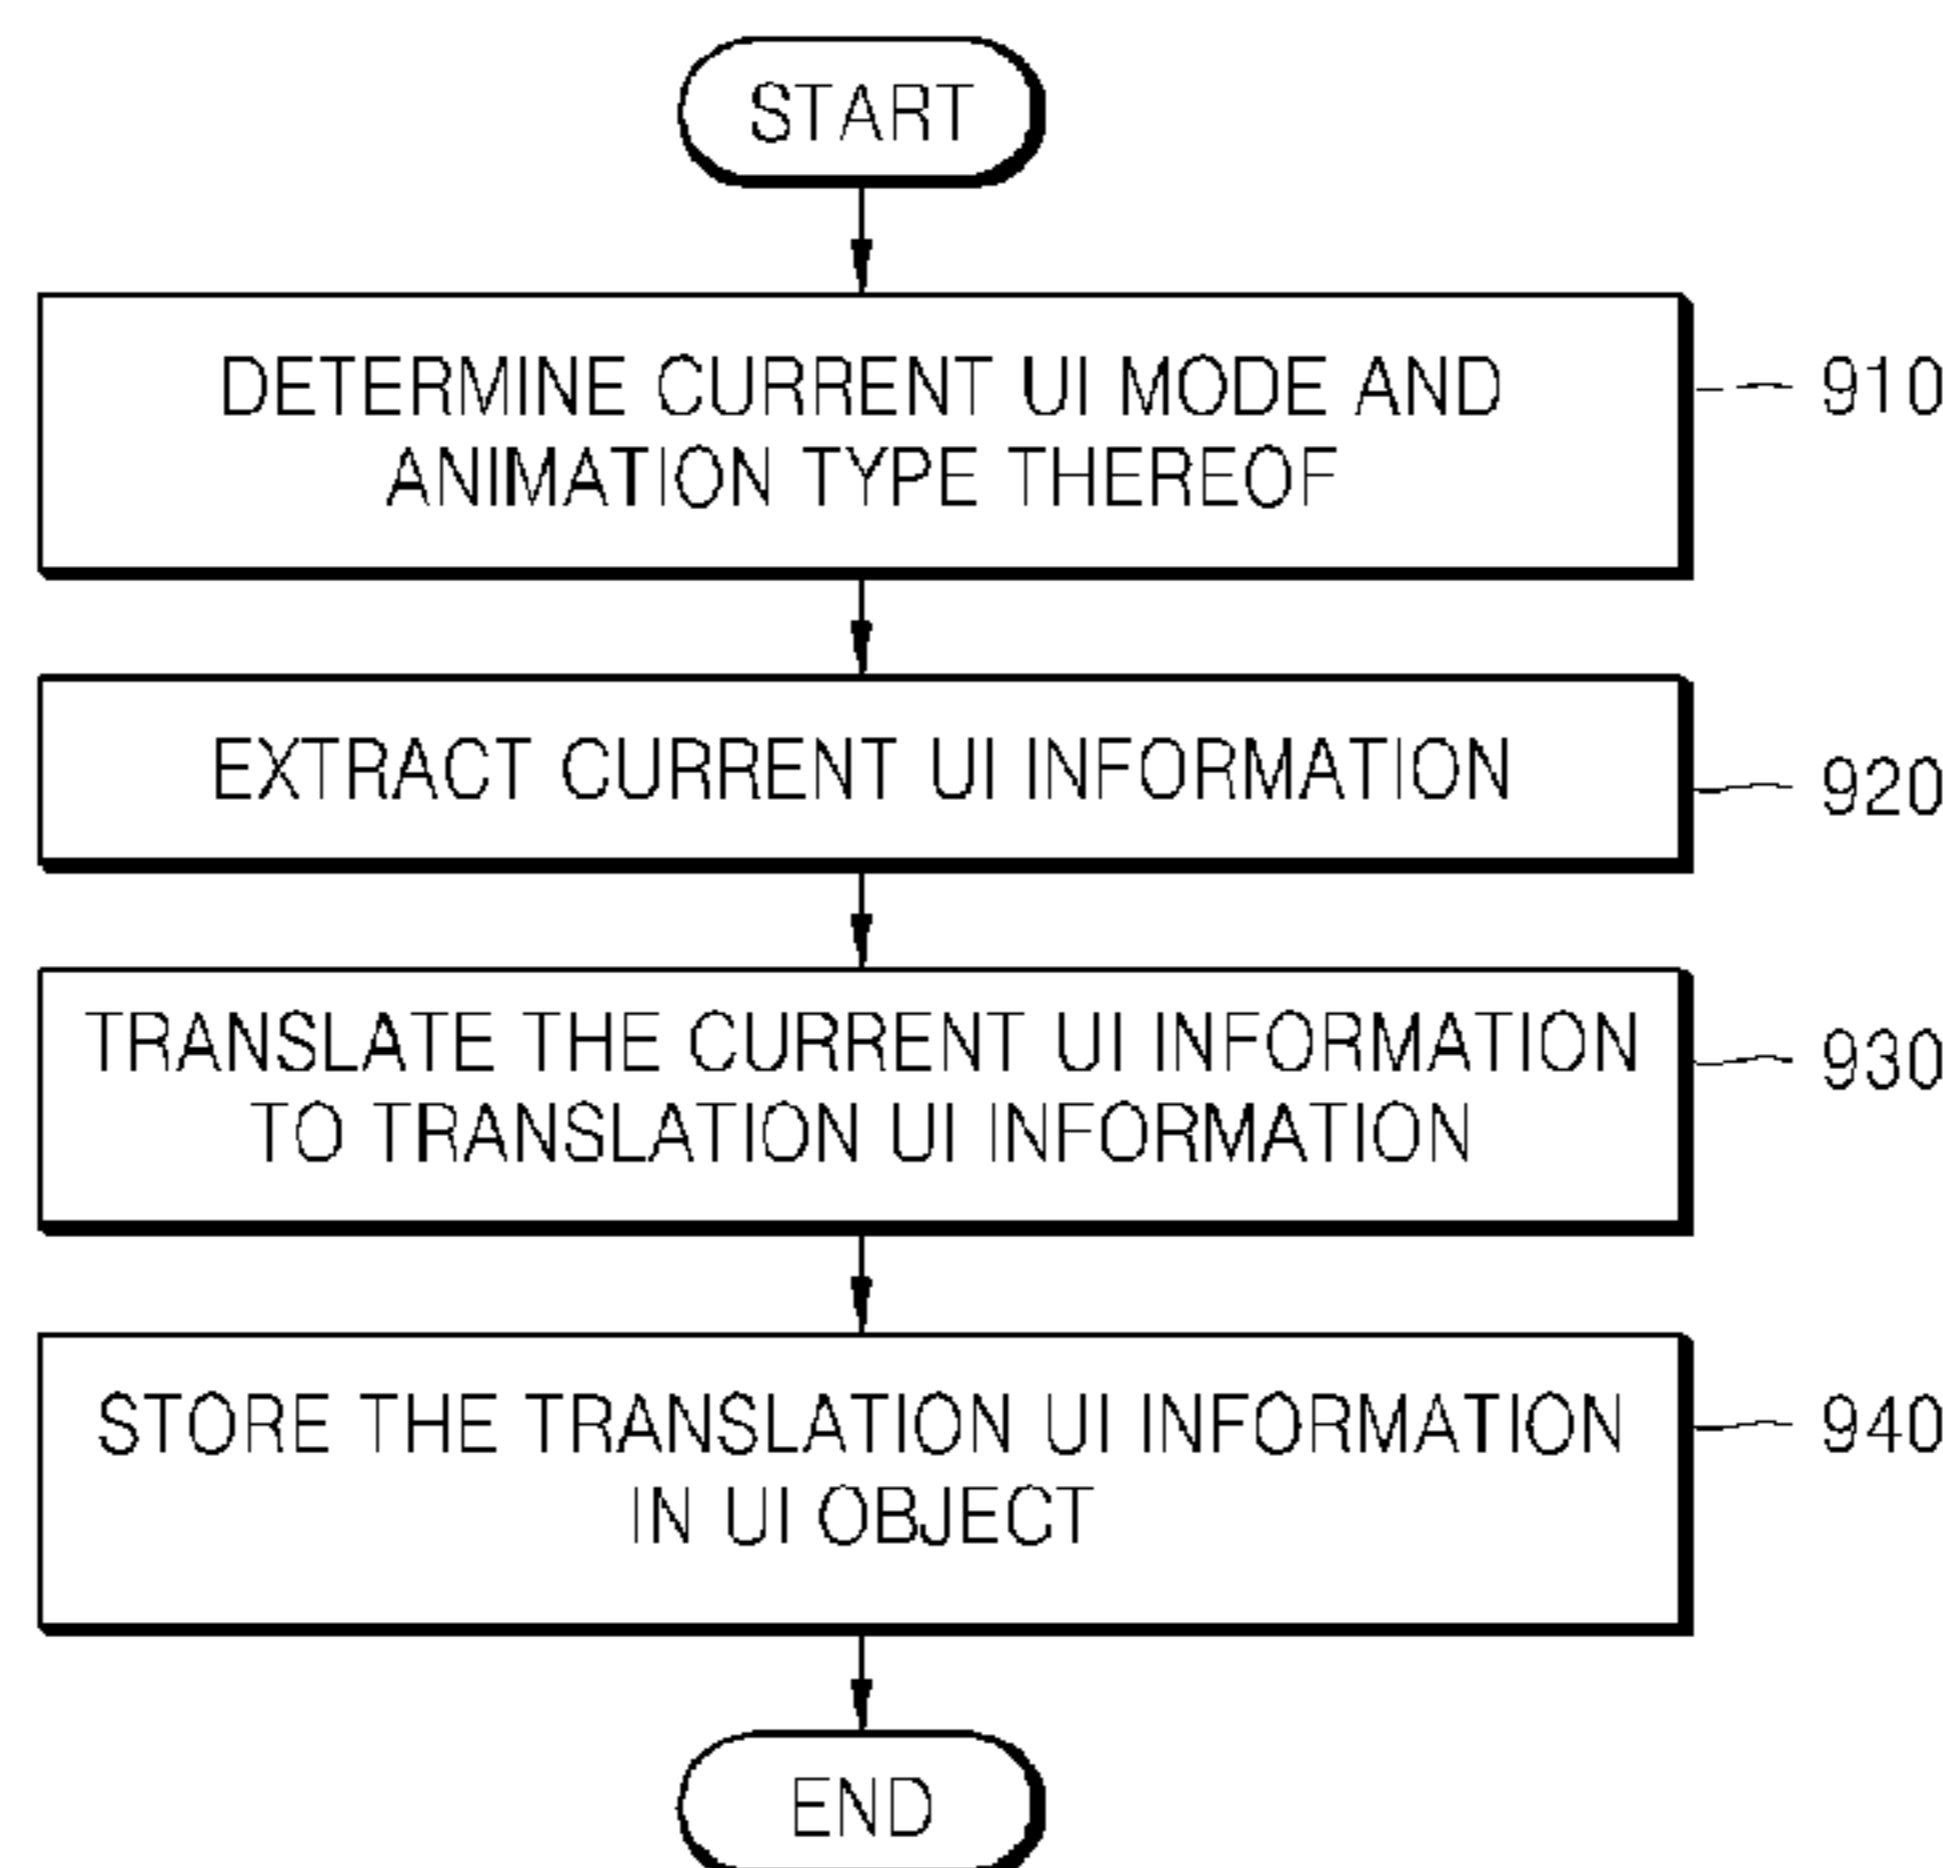 START
DETERMINE CURRENT UI MODE AND
ANIMATION TYPE THEREOF
910
EXTRACT CURRENT UI INFORMATION
920
TRANSLATE THE CURRENT UI INFORMATION
TO TRANSLATION UI INFORMATION
930
STORE THE TRANSLATION UI INFORMATION
IN UI OBJECT
940
END